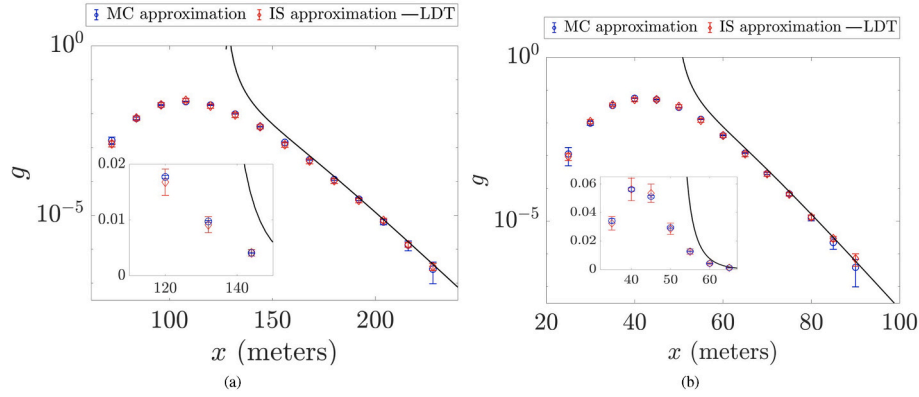 MC approximation IS approximation LDT
10^0
10^-5
g
0.02
0.01
0
120 140
100 150 200
x (meters)
(a)
MC approximation IS approximation LDT
10^0
10^-5
g
0.06
0.04
0.02
0
40 50 60
20 40 60 80 100
x (meters)
(b)